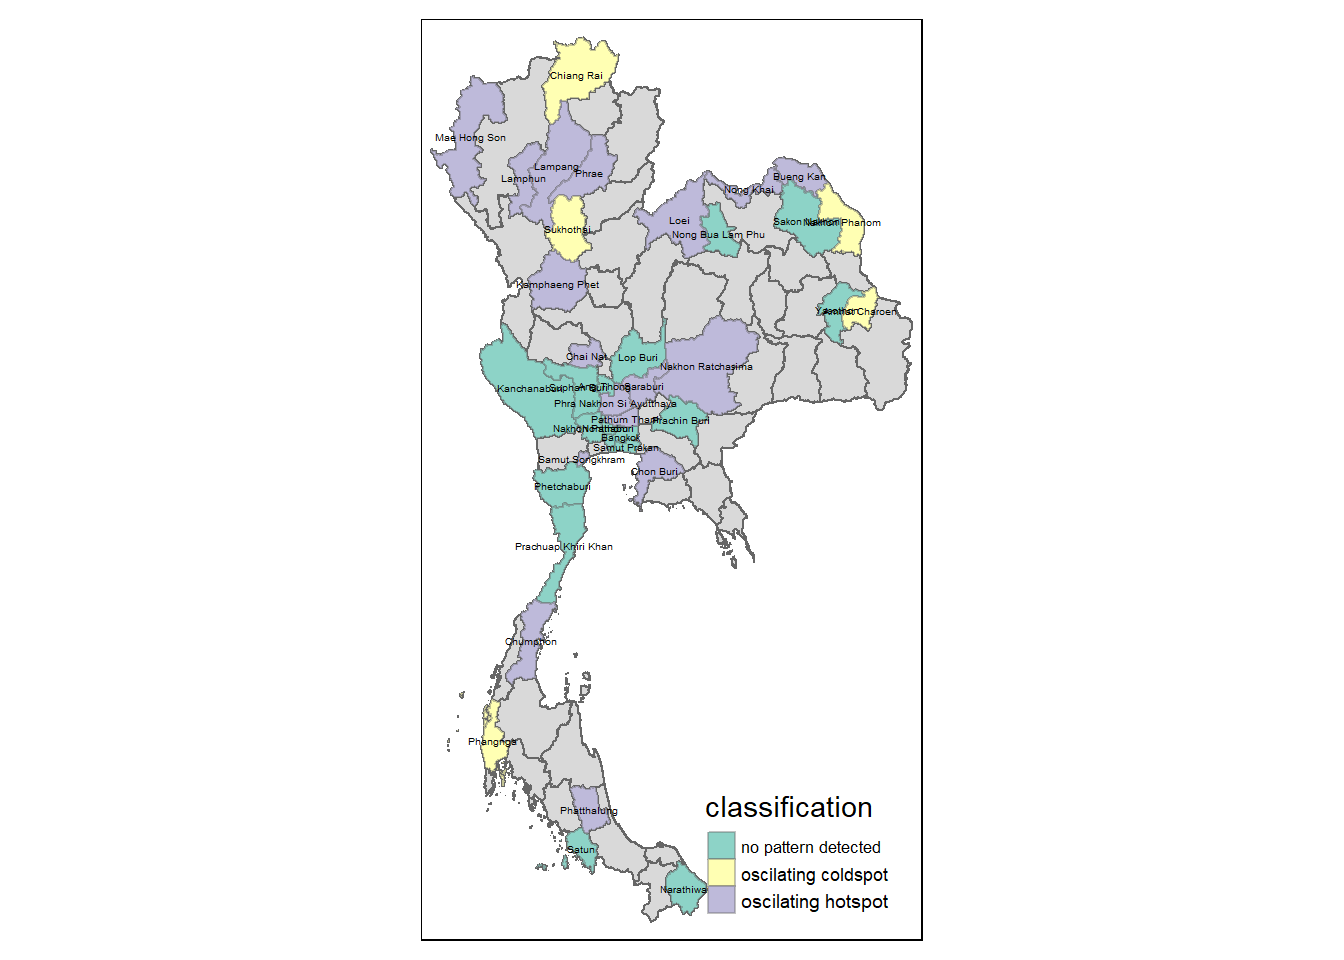 Chiang Rai
Mae Hong Son
Lampang
Phrae
Lamphun
Bueng Kan
Nong Khai
Loei
Sakon Nakhon
Nakhon Phanom
Sukhothai
Nong Bua Lam Phu
Kamphaeng Phet
Yasothon
Amnat Charoen
Chai Nat
Lop Buri
Nakhon Ratchasima
Kanchanaburi
Suphan Buri
Ang Thong
Saraburi
Phra Nakhon Si Ayutthaya
Pathum Thani
Prachin Buri
Nakhon Pathom
Nonthaburi
Bangkok
Samut Prakan
Samut Songkhram
Chon Buri
Phetchaburi
Prachuap Khiri Khan
Chumphon
Phangnga
Phatthalung
Satun
Narathiwat
classification
no pattern detected
oscilating coldspot
oscilating hotspot